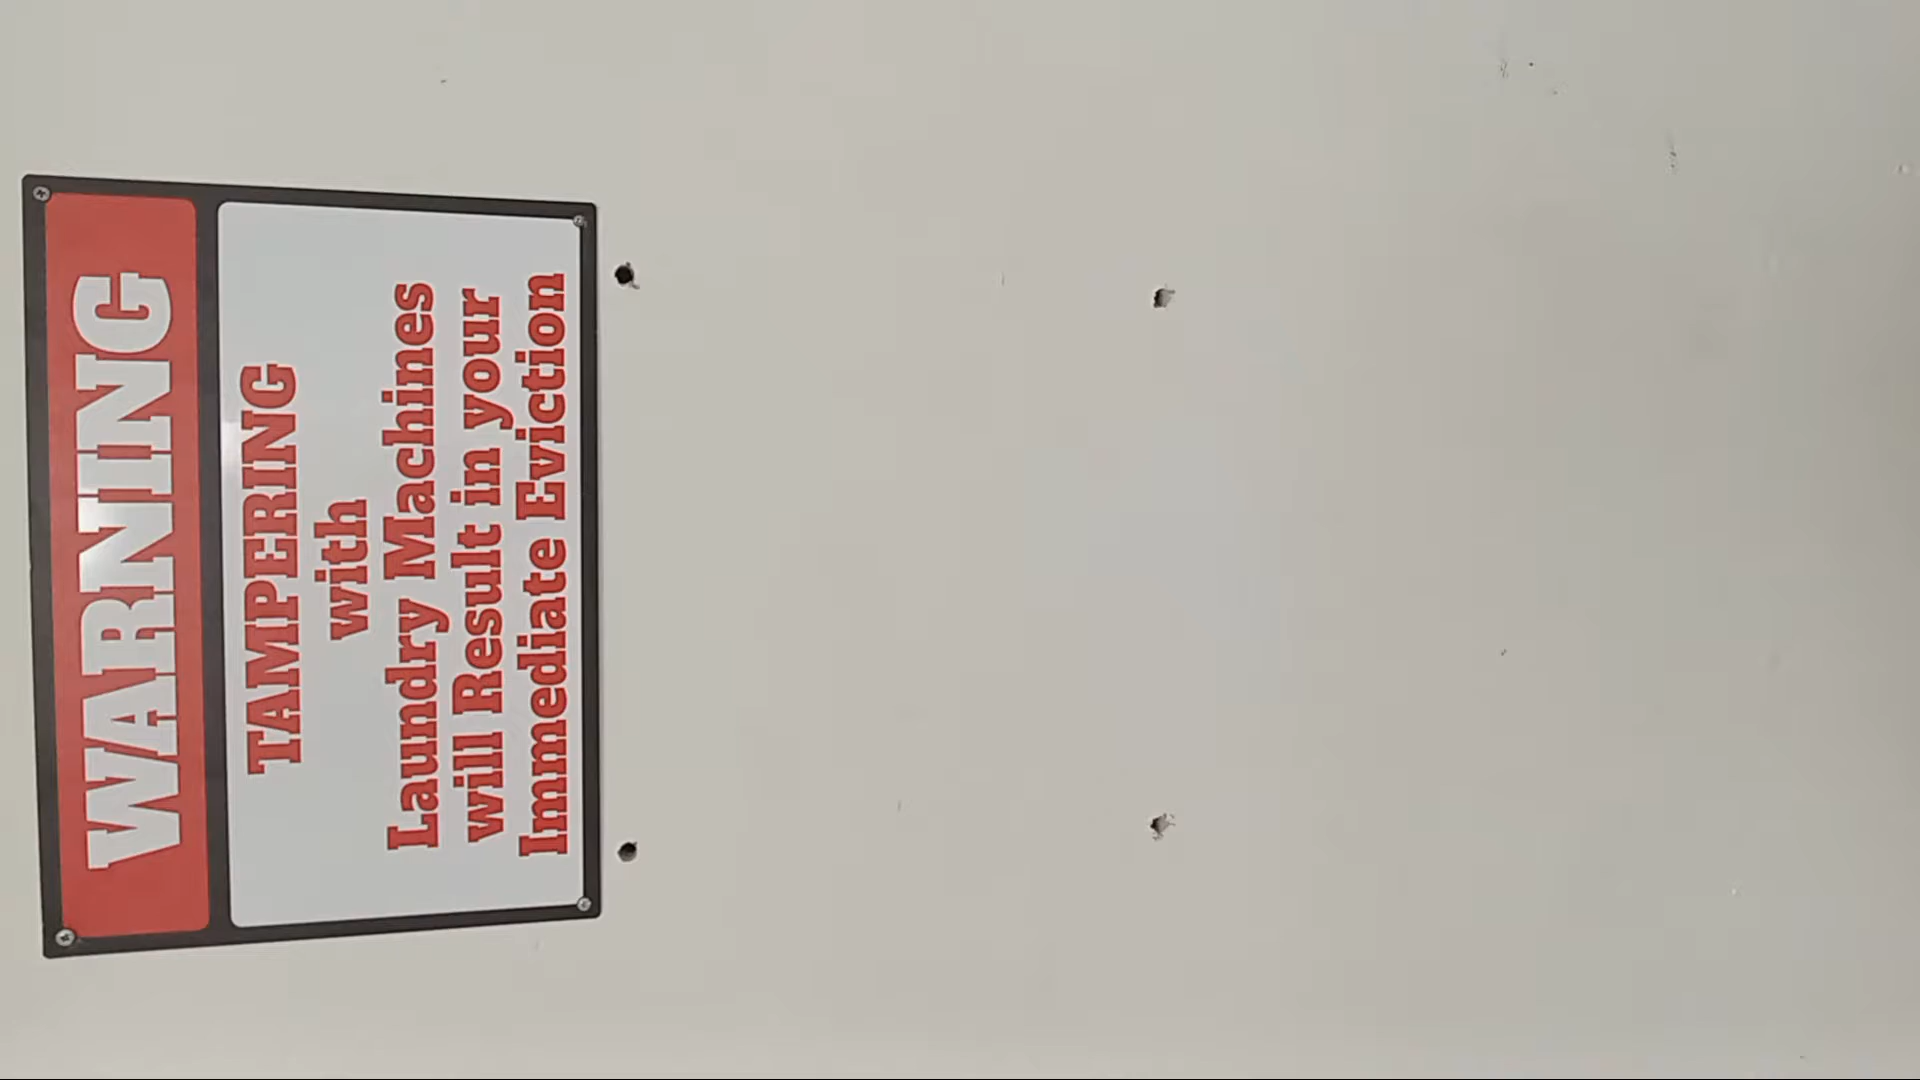 WARNING
TAMPERING
with
Laundry Machines
will Result in your
Immediate Eviction